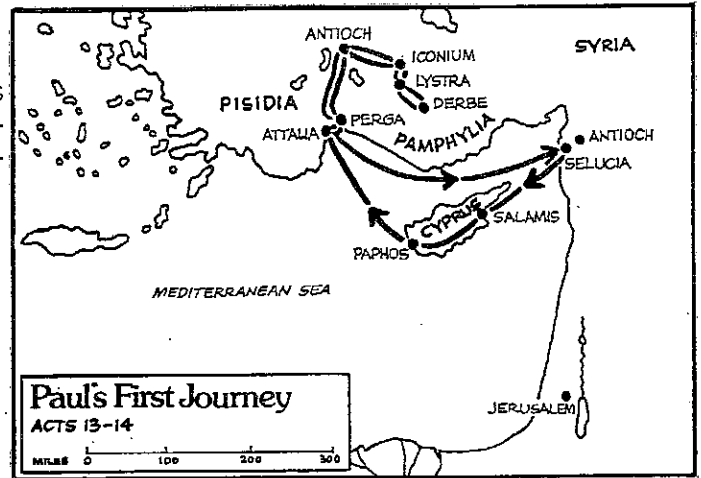 ANTIOCH
SYRIA
ICONIUM
LYSTRA
PISIDIA
DERBE
PERGA
ATTALIA
PAMPHYLIA
ANTIOCH
SELUCIA
CYPRUS
SALAMIS
PAPHOS
MEDITERRANEAN SEA
Paul's First Journey
ACTS 13-14
JERUSALEM
MILES 0 100 200 300